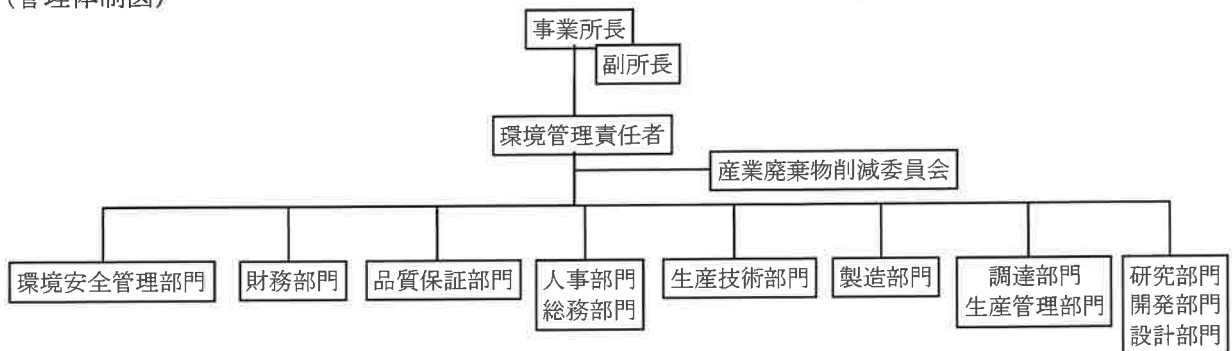 (管理体制図)
事業所長
副所長
環境管理責任者
産業廃棄物削減委員会
環境安全管理部門
財務部門
品質保証部門
人事部門
総務部門
生産技術部門
製造部門
調達部門
生産管理部門
研究部門
開発部門
設計部門